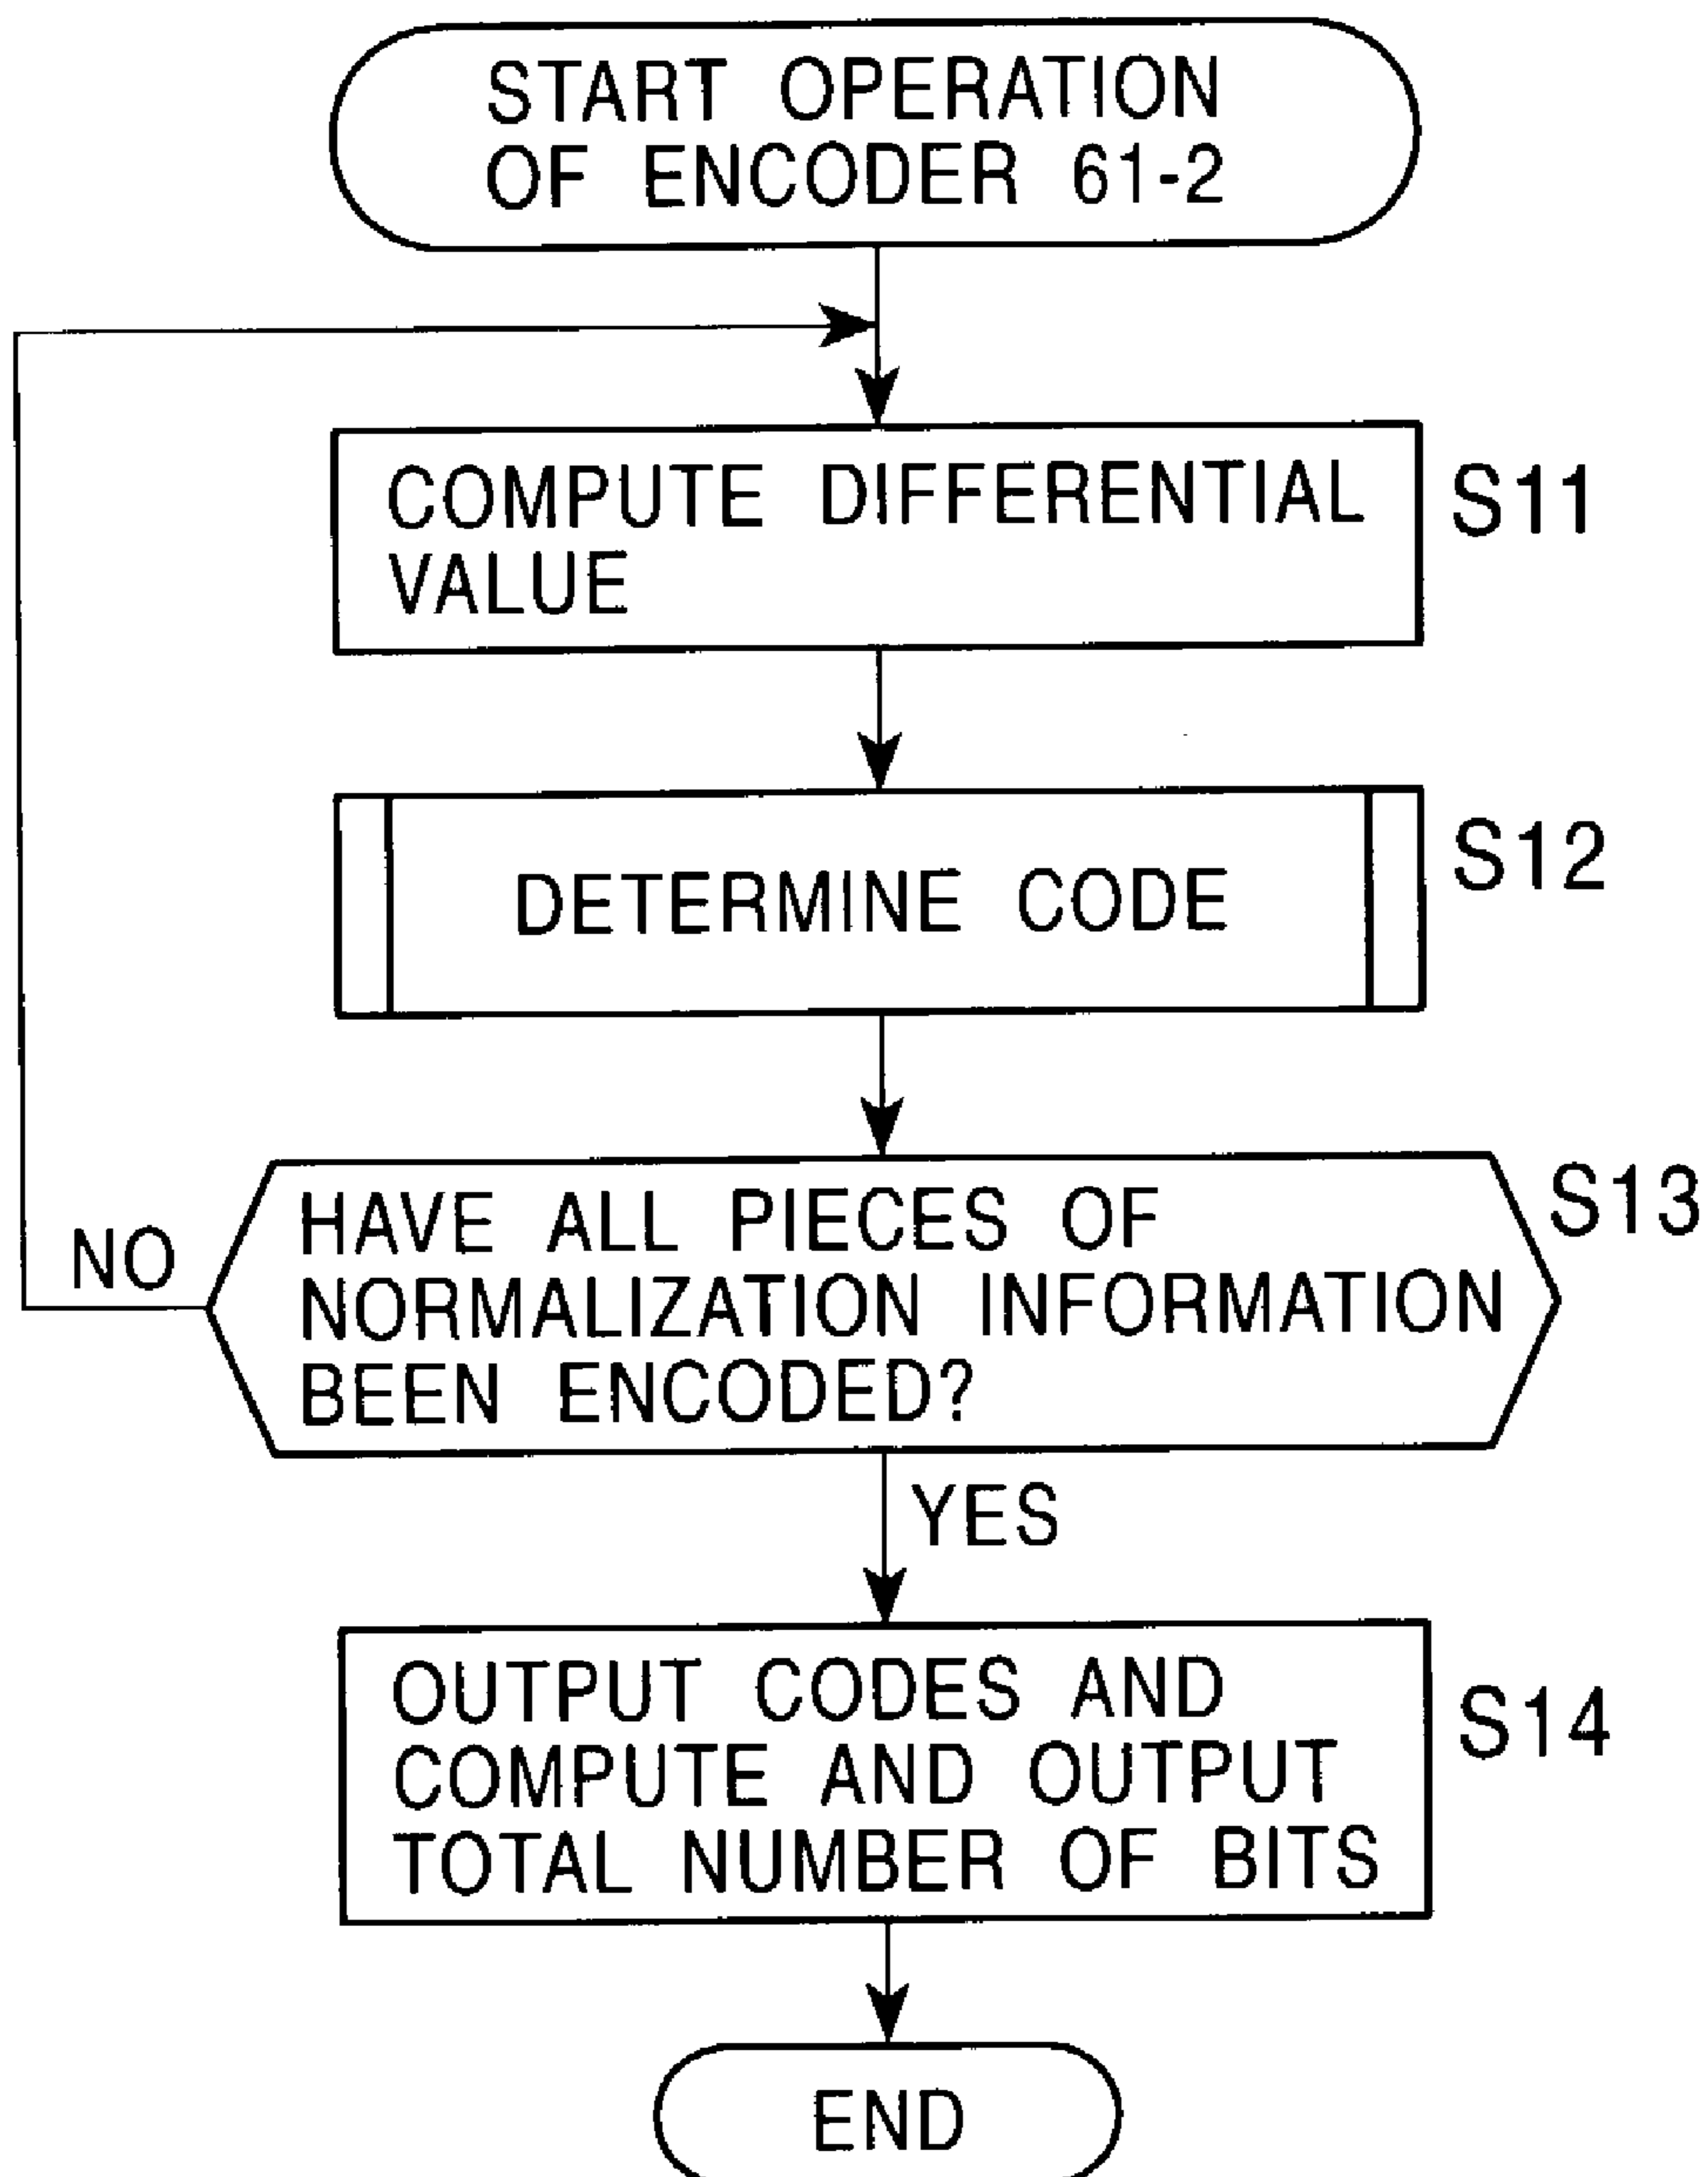 START OPERATION
OF ENCODER 61-2
COMPUTE DIFFERENTIAL
VALUE
S11
DETERMINE CODE
S12
HAVE ALL PIECES OF
NORMALIZATION INFORMATION
BEEN ENCODED?
S13
NO
YES
OUTPUT CODES AND
COMPUTE AND OUTPUT
TOTAL NUMBER OF BITS
S14
END